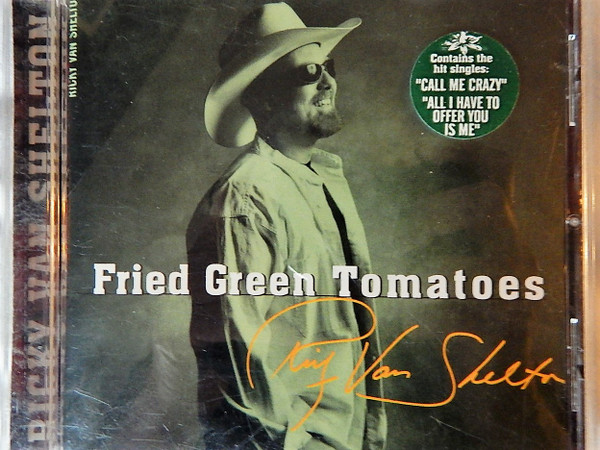 RICKY VAN SHELTON
RICKY VAN SHELTON
Contains the
hit singles:
"CALL ME CRAZY"
"ALL I HAVE TO
OFFER YOU
IS ME"
Fried Green Tomatoes
Ricky Van Shelton